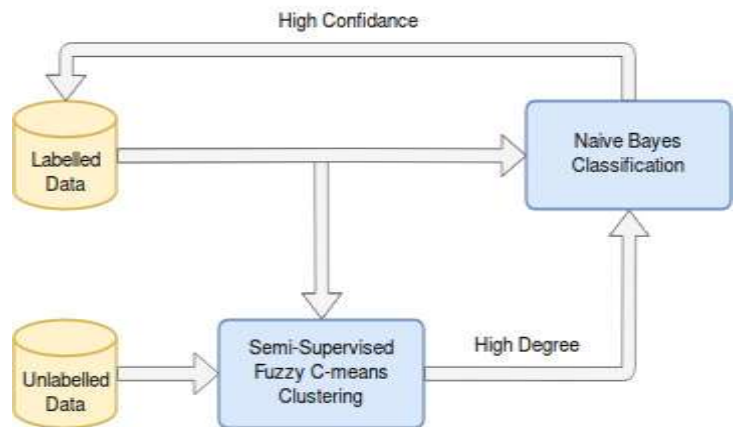 High Confidance
Labelled
Data
Naive Bayes
Classification
Semi-Supervised
Fuzzy C-means
Clustering
High Degree
Unlabelled
Data